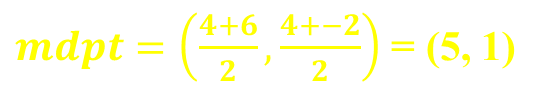 mdpt = (4+6/2, 4+−2/2) = (5, 1)